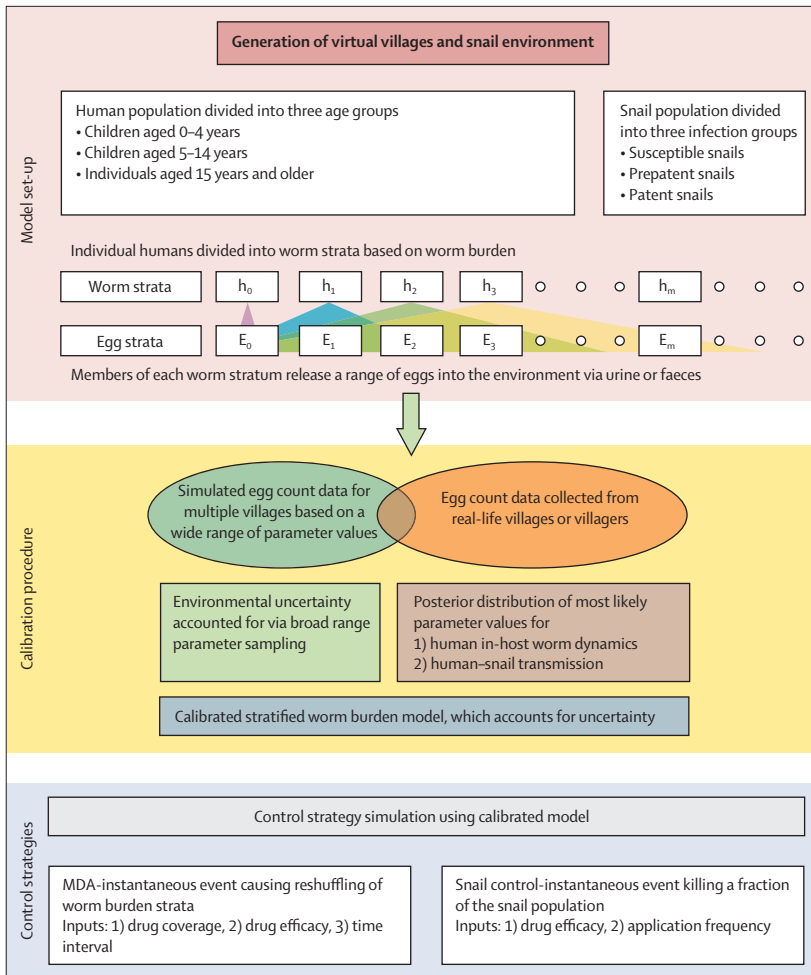 Generation of virtual villages and snail environment
Model set-up
Human population divided into three age groups
• Children aged 0–4 years
• Children aged 5–14 years
• Individuals aged 15 years and older
Snail population divided
into three infection groups
• Susceptible snails
• Prepatent snails
• Patent snails
Individual humans divided into worm strata based on worm burden
Worm strata h0 h1 h2 h3 hm
Egg strata E0 E1 E2 E3 Em
Members of each worm stratum release a range of eggs into the environment via urine or faeces
Calibration procedure
Simulated egg count data for
multiple villages based on a
wide range of parameter values
Egg count data collected from
real-life villages or villagers
Environmental uncertainty
accounted for via broad range
parameter sampling
Posterior distribution of most likely
parameter values for
1) human in-host worm dynamics
2) human–snail transmission
Calibrated stratified worm burden model, which accounts for uncertainty
Control strategies
Control strategy simulation using calibrated model
MDA-instantaneous event causing reshuffling of
worm burden strata
Inputs: 1) drug coverage, 2) drug efficacy, 3) time
interval
Snail control-instantaneous event killing a fraction
of the snail population
Inputs: 1) drug efficacy, 2) application frequency